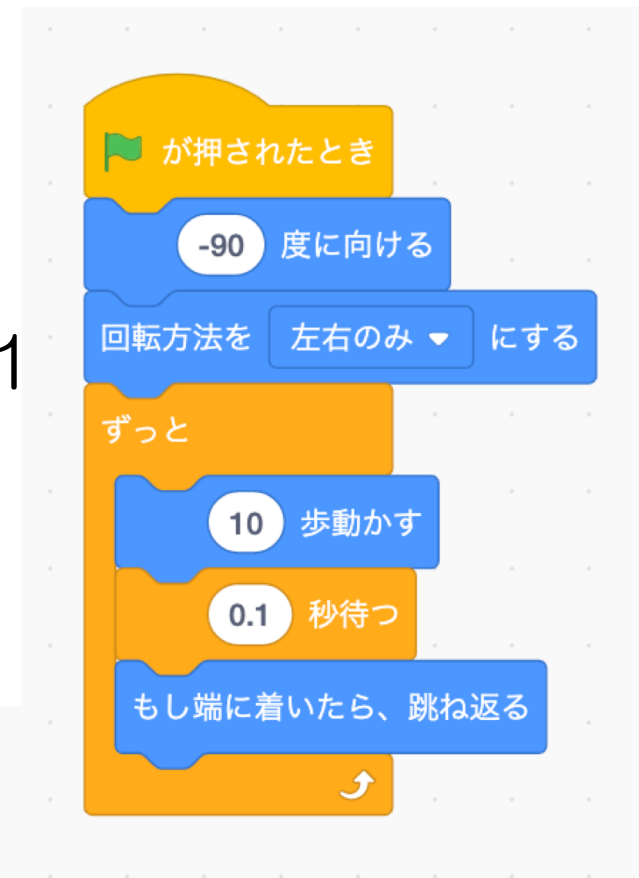 が押されたとき
-90 度に向ける
1
回転方法を 左右のみ にする
ずっと
10 歩動かす
0.1 秒待つ
もし端に着いたら、跳ね返る